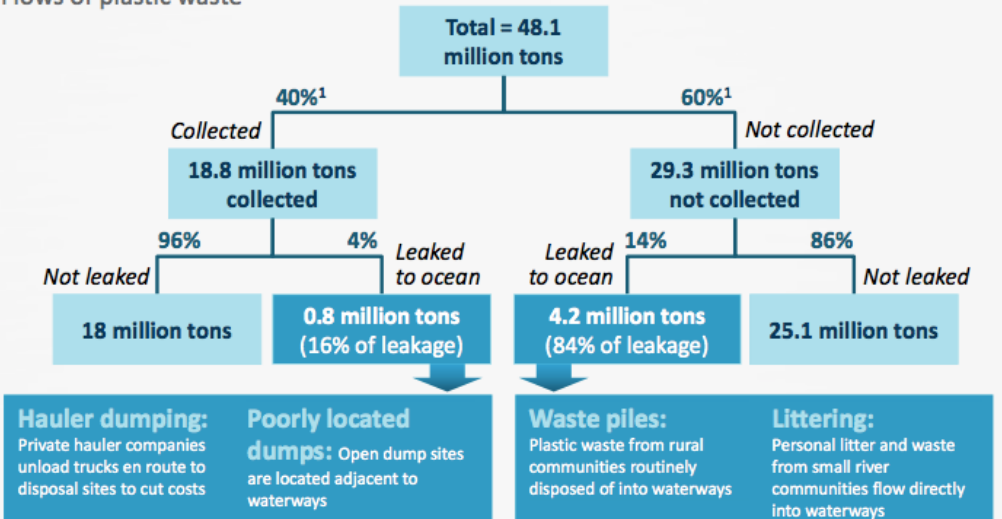 Flows of plastic waste
Total = 48.1
million tons
40%¹
60%¹
Collected
Not collected
18.8 million tons
collected
29.3 million tons
not collected
96%
4%
Leaked
to ocean
Not leaked
Leaked
to ocean
14%
86%
Not leaked
18 million tons
0.8 million tons
(16% of leakage)
4.2 million tons
(84% of leakage)
25.1 million tons
Hauler dumping:
Private hauler companies
unload trucks en route to
disposal sites to cut costs
Poorly located
dumps: Open dump sites
are located adjacent to
waterways
Waste piles:
Plastic waste from rural
communities routinely
disposed of into waterways
Littering:
Personal litter and waste
from small river
communities flow directly
into waterways